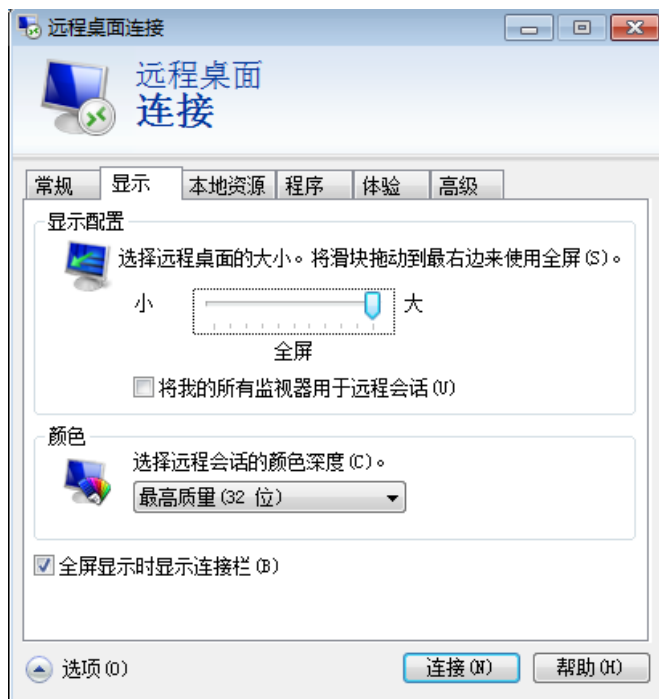 远程桌面连接
远程桌面
连接
常规 显示 本地资源 程序 体验 高级
显示配置
选择远程桌面的大小。将滑块拖动到最右边来使用全屏(S)。
小 大
全屏
将我的所有监视器用于远程会话(U)
颜色
选择远程会话的颜色深度(C)。
最高质量(32 位)
全屏显示时显示连接栏(B)
选项(O) 连接(N) 帮助(H)